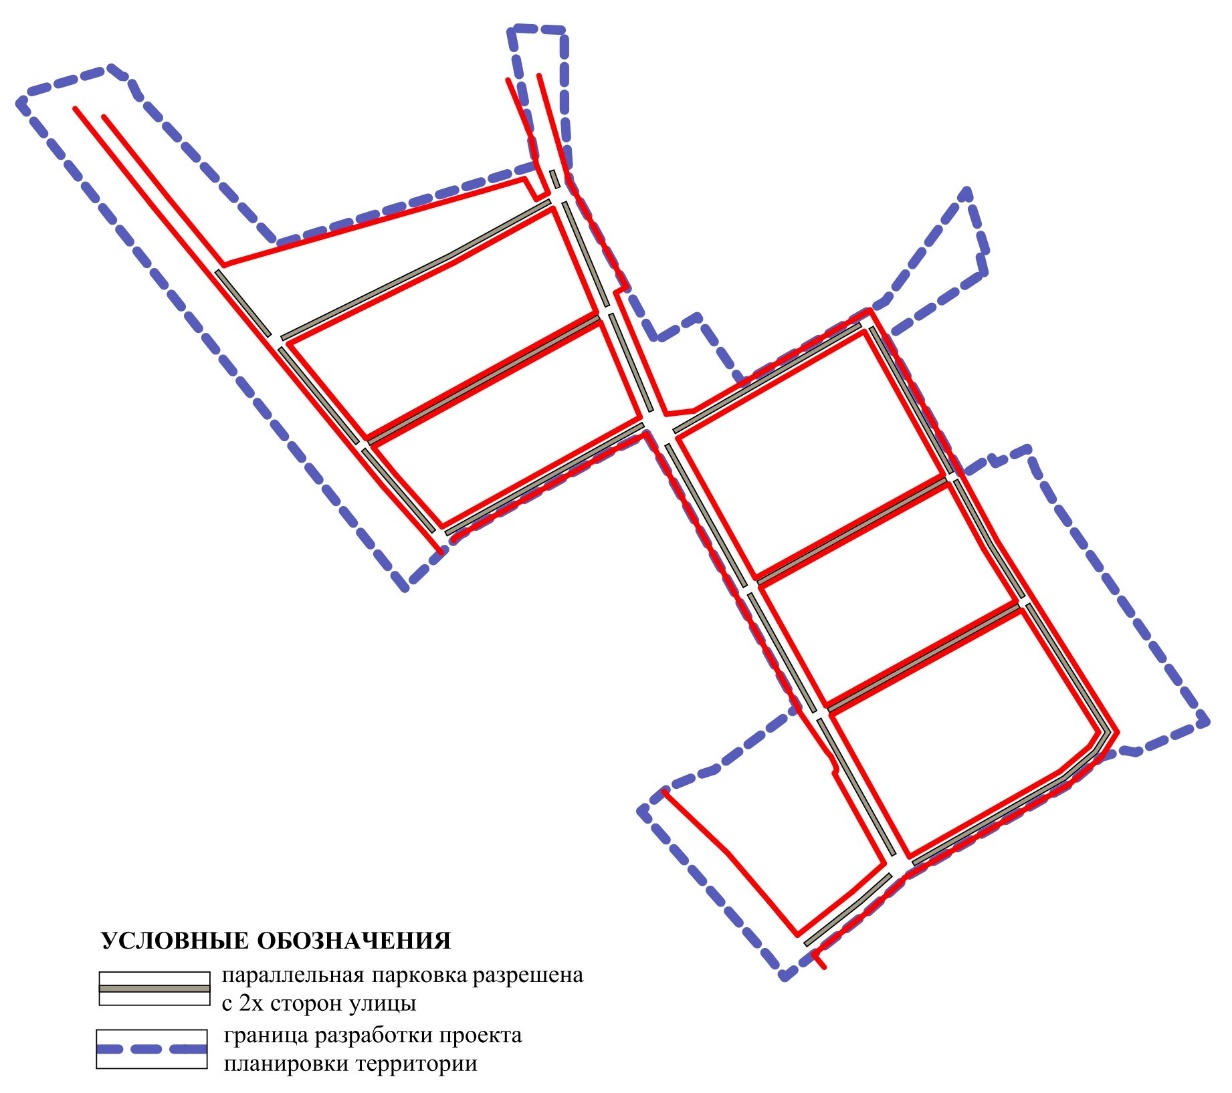 УСЛОВНЫЕ ОБОЗНАЧЕНИЯ
параллельная парковка разрешена
с 2х сторон улицы
граница разработки проекта
планировки территории